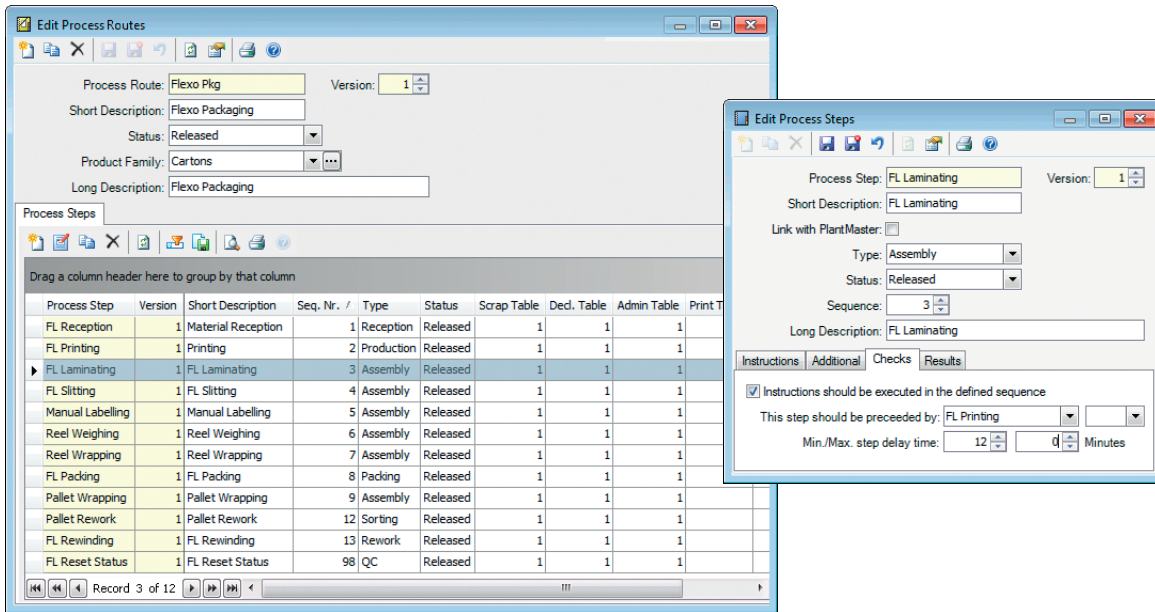 Edit Process Routes
Process Route: Flexo Pkg Version: 1
Short Description: Flexo Packaging
Status: Released
Product Family: Cartons ...
Long Description: Flexo Packaging
Process Steps
Drag a column header here to group by that column
Process Step Version Short Description Seq. Nr. / Type Status Scrap Table Decl. Table Admin Table Print T
FL Reception 1 Material Reception 1 Reception Released 1 1 1
FL Printing 1 Printing 2 Production Released 1 1 1
FL Laminating 1 FL Laminating 3 Assembly Released 1 1 1
FL Slitting 1 FL Slitting 4 Assembly Released 1 1 1
Manual Labelling 1 Manual Labelling 5 Assembly Released 1 1 1
Reel Weighing 1 Reel Weighing 6 Assembly Released 1 1 1
Reel Wrapping 1 Reel Wrapping 7 Assembly Released 1 1 1
FL Packing 1 FL Packing 8 Packing Released 1 1 1
Pallet Wrapping 1 Pallet Wrapping 9 Assembly Released 1 1 1
Pallet Rework 1 Pallet Rework 12 Sorting Released 1 1 1
FL Rewinding 1 FL Rewinding 13 Rework Released 1 1 1
FL Reset Status 1 FL Reset Status 98 QC Released 1 1 1
Record 3 of 12
Edit Process Steps
Process Step: FL Laminating Version: 1
Short Description: FL Laminating
Link with PlantMaster:
Type: Assembly
Status: Released
Sequence: 3
Long Description: FL Laminating
Instructions Additional Checks Results
Instructions should be executed in the defined sequence
This step should be preceeded by: FL Printing
Min./Max. step delay time: 12 0 Minutes